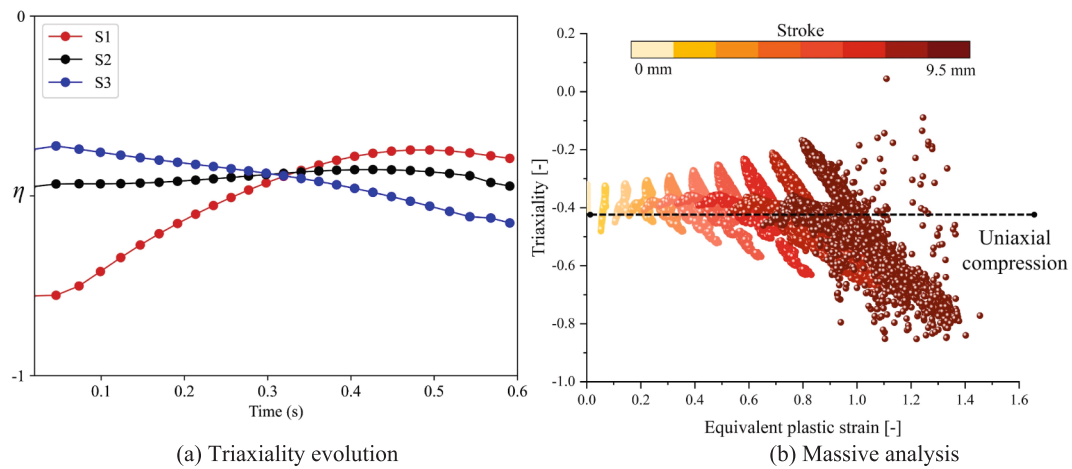 0
S1
S2
S3
η
-1
0.1
0.2
0.3
0.4
0.5
0.6
Time (s)
(a) Triaxiality evolution
Stroke
0 mm
9.5 mm
0.2
0.0
-0.2
-0.4
-0.6
-0.8
-1.0
Triaxiality [-]
Uniaxial
compression
0.0
0.2
0.4
0.6
0.8
1.0
1.2
1.4
1.6
Equivalent plastic strain [-]
(b) Massive analysis